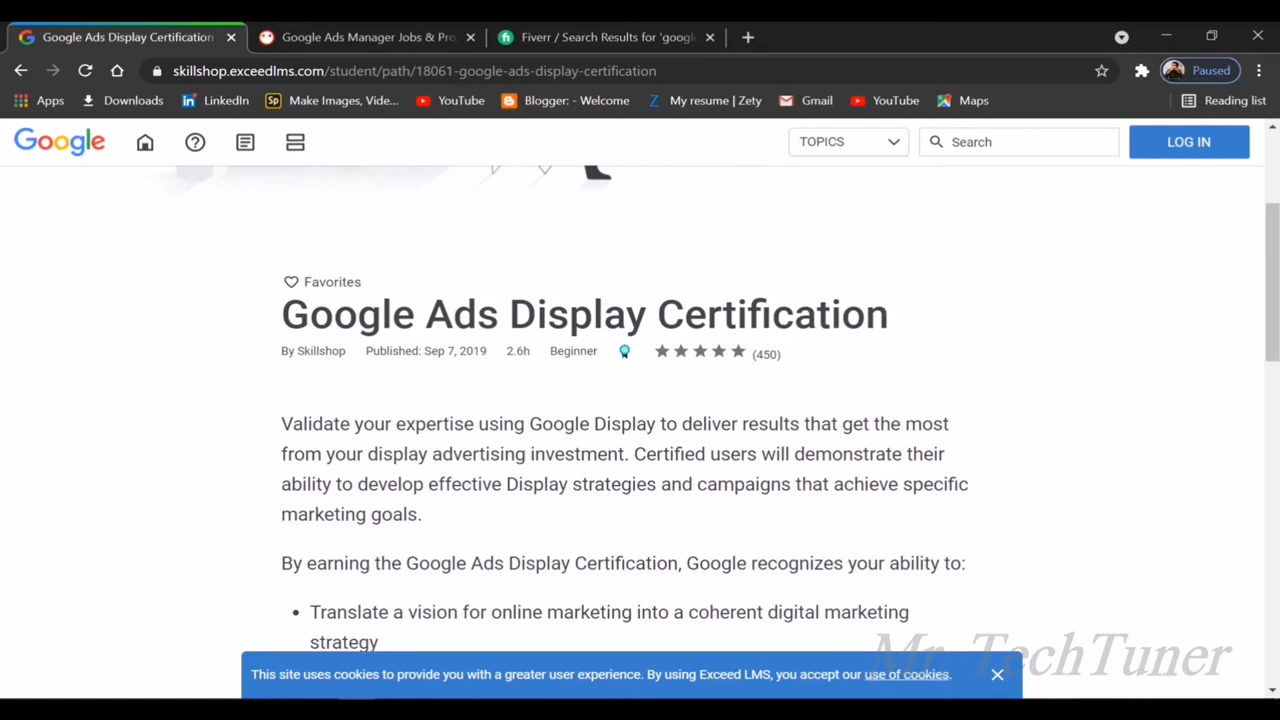 Google Ads Display Certification
Google Ads Manager Jobs & Pro
Fiverr / Search Results for 'googl
skillshop.exceedlms.com/student/path/18061-google-ads-display-certification
Paused
Apps
Downloads
LinkedIn
Make Images, Vide...
YouTube
Blogger: - Welcome
My resume | Zety
Gmail
YouTube
Maps
Reading list
Google
TOPICS
Search
LOG IN
Favorites
Google Ads Display Certification
By Skillshop Published: Sep 7, 2019 2.6h Beginner (450)
Validate your expertise using Google Display to deliver results that get the most
from your display advertising investment. Certified users will demonstrate their
ability to develop effective Display strategies and campaigns that achieve specific
marketing goals.
By earning the Google Ads Display Certification, Google recognizes your ability to:
• Translate a vision for online marketing into a coherent digital marketing
strategy
This site uses cookies to provide you with a greater user experience. By using Exceed LMS, you accept our use of cookies.
Mr. TechTuner